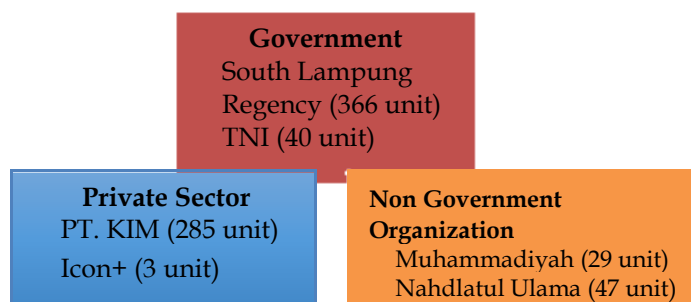 Government
South Lampung
Regency (366 unit)
TNI (40 unit)
Private Sector
PT. KIM (285 unit)
Icon+ (3 unit)
Non Government
Organization
Muhammadiyah (29 unit)
Nahdlatul Ulama (47 unit)